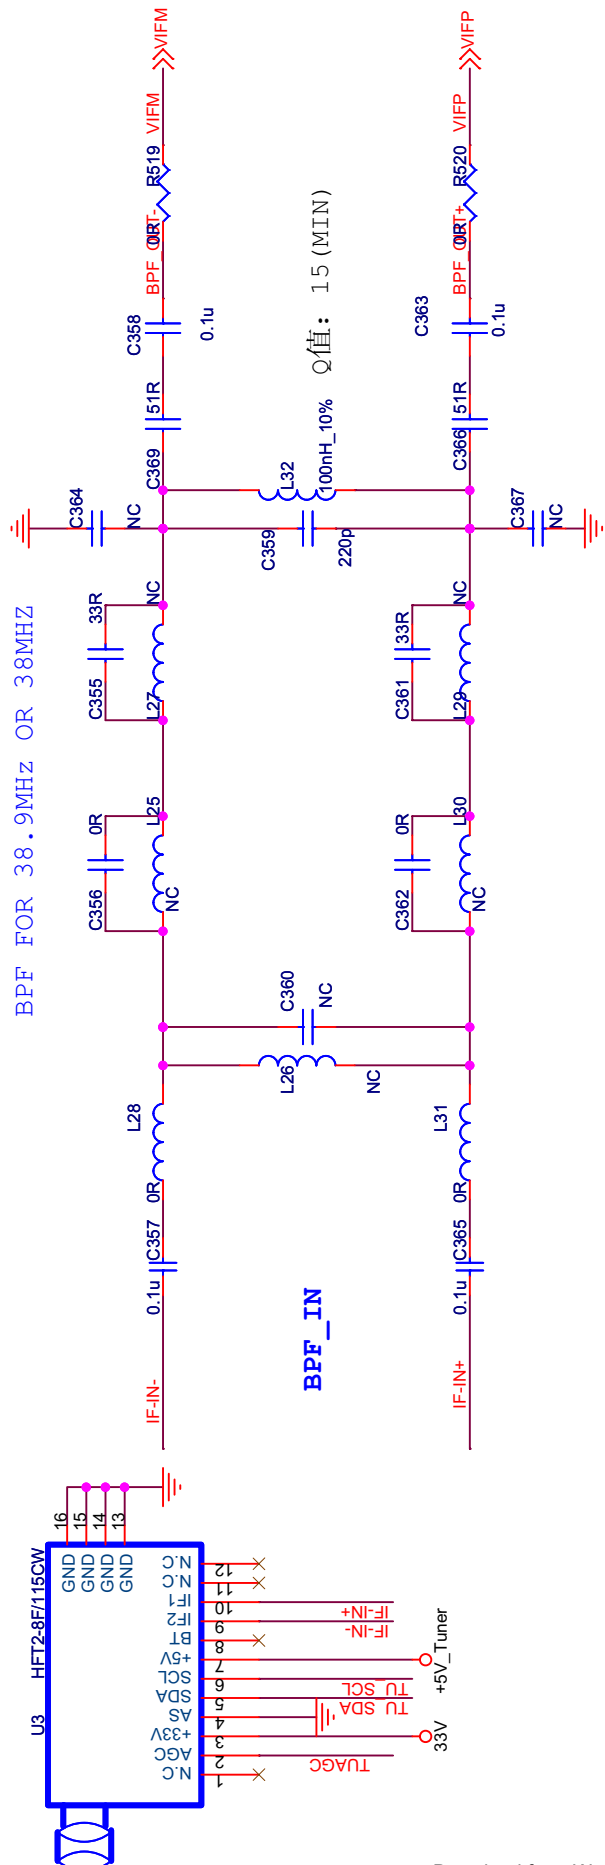 VIFM
VIFP
VIFM
VIFP
R519
0R
BPF_OUT-
R520
0R
BPF_OUT+
C358
0.1u
C363
0.1u
Q值: 15(MIN)
51R
C369
51R
C366
L32
100nH_10%
C364
NC
C359
220p
C367
NC
BPF FOR 38.9MHz OR 38MHZ
33R
C355
NC
L27
33R
C361
NC
L29
0R
C356
L25
NC
0R
C362
L30
NC
C360
NC
L26
NC
L28
0R
L31
0R
C357
0.1u
C365
0.1u
BPF_IN
IF-IN-
IF-IN+
U3
HFT2-8F/115CW
GND 16
GND 15
GND 14
GND 13
N.C 12
N.C 11
IF1 10 IF-IN+
IF2 9 IF-IN-
BT 8
+5V 7 +5V_Tuner
SCL 6 TU_SCL
SDA 5 TU_SDA
AS 4
+33V 3 33V
AGC 2 TUAGC
N.C 1